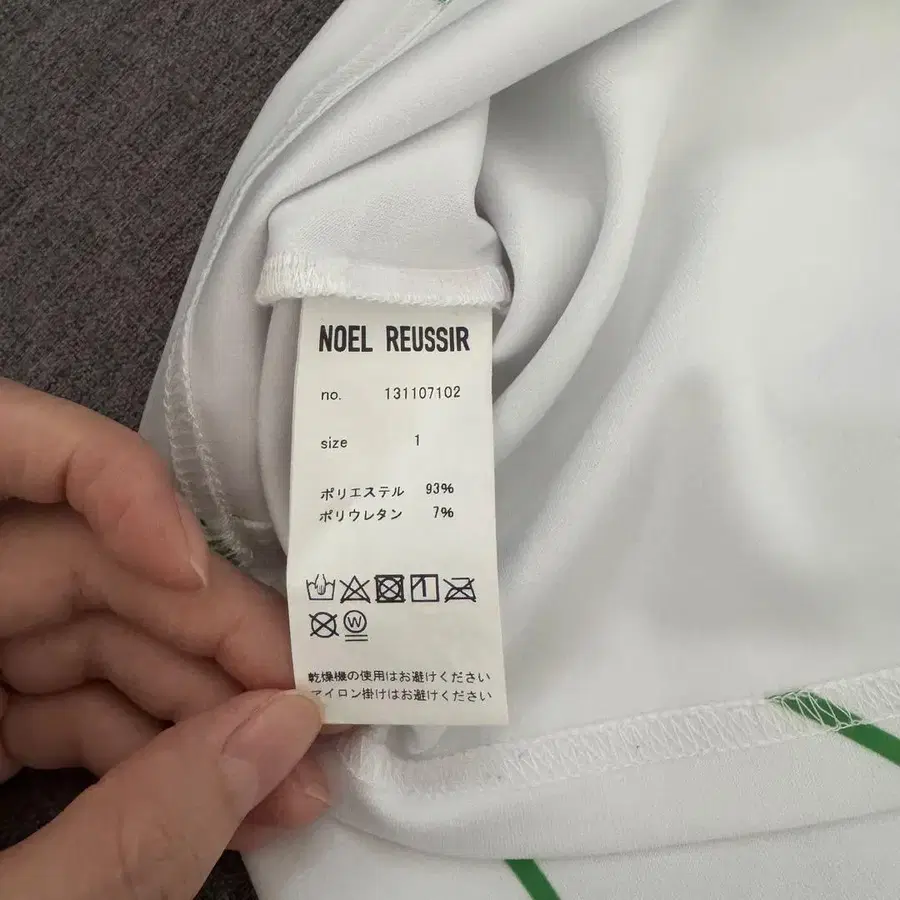 NOEL REUSSIR
no. 131107102
size 1
ポリエステル 93%
ポリウレタン 7%
W
乾燥機の使用はお避けください
アイロン掛けはお避けください